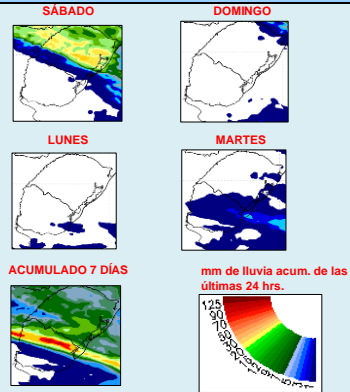 SÁBADO
DOMINGO
LUNES
MARTES
ACUMULADO 7 DÍAS
mm de lluvia acum. de las
últimas 24 hrs.
125
90
70